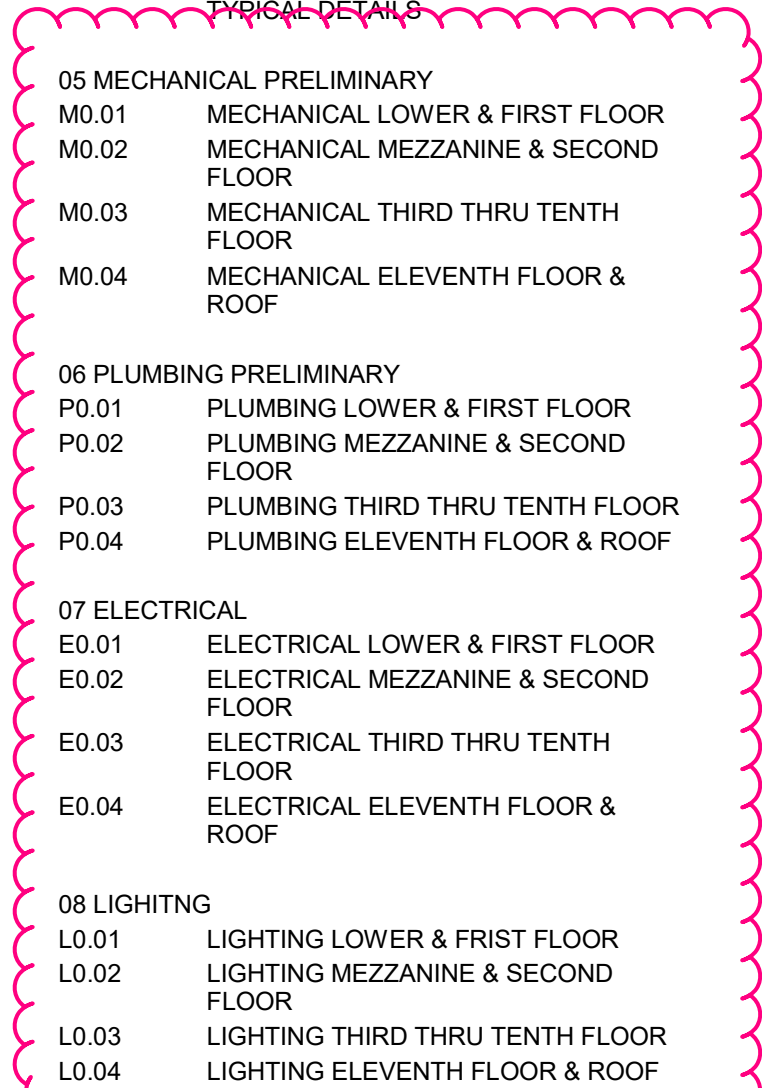 TYPICAL DETAILS
05 MECHANICAL PRELIMINARY
M0.01 MECHANICAL LOWER & FIRST FLOOR
M0.02 MECHANICAL MEZZANINE & SECOND
FLOOR
M0.03 MECHANICAL THIRD THRU TENTH
FLOOR
M0.04 MECHANICAL ELEVENTH FLOOR &
ROOF
06 PLUMBING PRELIMINARY
P0.01 PLUMBING LOWER & FIRST FLOOR
P0.02 PLUMBING MEZZANINE & SECOND
FLOOR
P0.03 PLUMBING THIRD THRU TENTH FLOOR
P0.04 PLUMBING ELEVENTH FLOOR & ROOF
07 ELECTRICAL
E0.01 ELECTRICAL LOWER & FIRST FLOOR
E0.02 ELECTRICAL MEZZANINE & SECOND
FLOOR
E0.03 ELECTRICAL THIRD THRU TENTH
FLOOR
E0.04 ELECTRICAL ELEVENTH FLOOR &
ROOF
08 LIGHITNG
L0.01 LIGHTING LOWER & FRIST FLOOR
L0.02 LIGHTING MEZZANINE & SECOND
FLOOR
L0.03 LIGHTING THIRD THRU TENTH FLOOR
L0.04 LIGHTING ELEVENTH FLOOR & ROOF